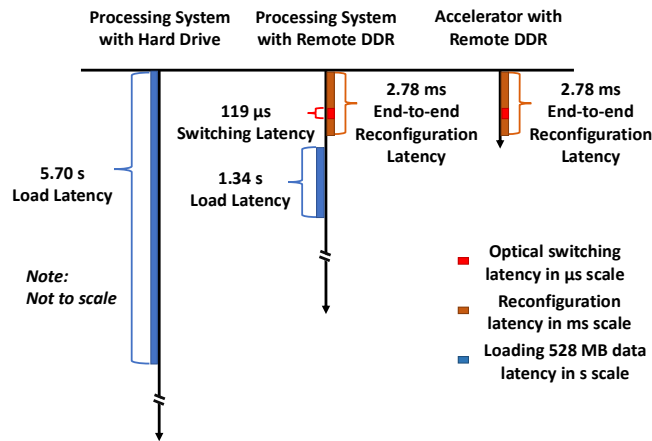 Processing System
with Hard Drive
Processing System
with Remote DDR
Accelerator with
Remote DDR
2.78 ms
End-to-end
Reconfiguration
Latency
2.78 ms
End-to-end
Reconfiguration
Latency
119 µs
Switching Latency
5.70 s
Load Latency
1.34 s
Load Latency
Note:
Not to scale
Optical switching
latency in µs scale
Reconfiguration
latency in ms scale
Loading 528 MB data
latency in s scale